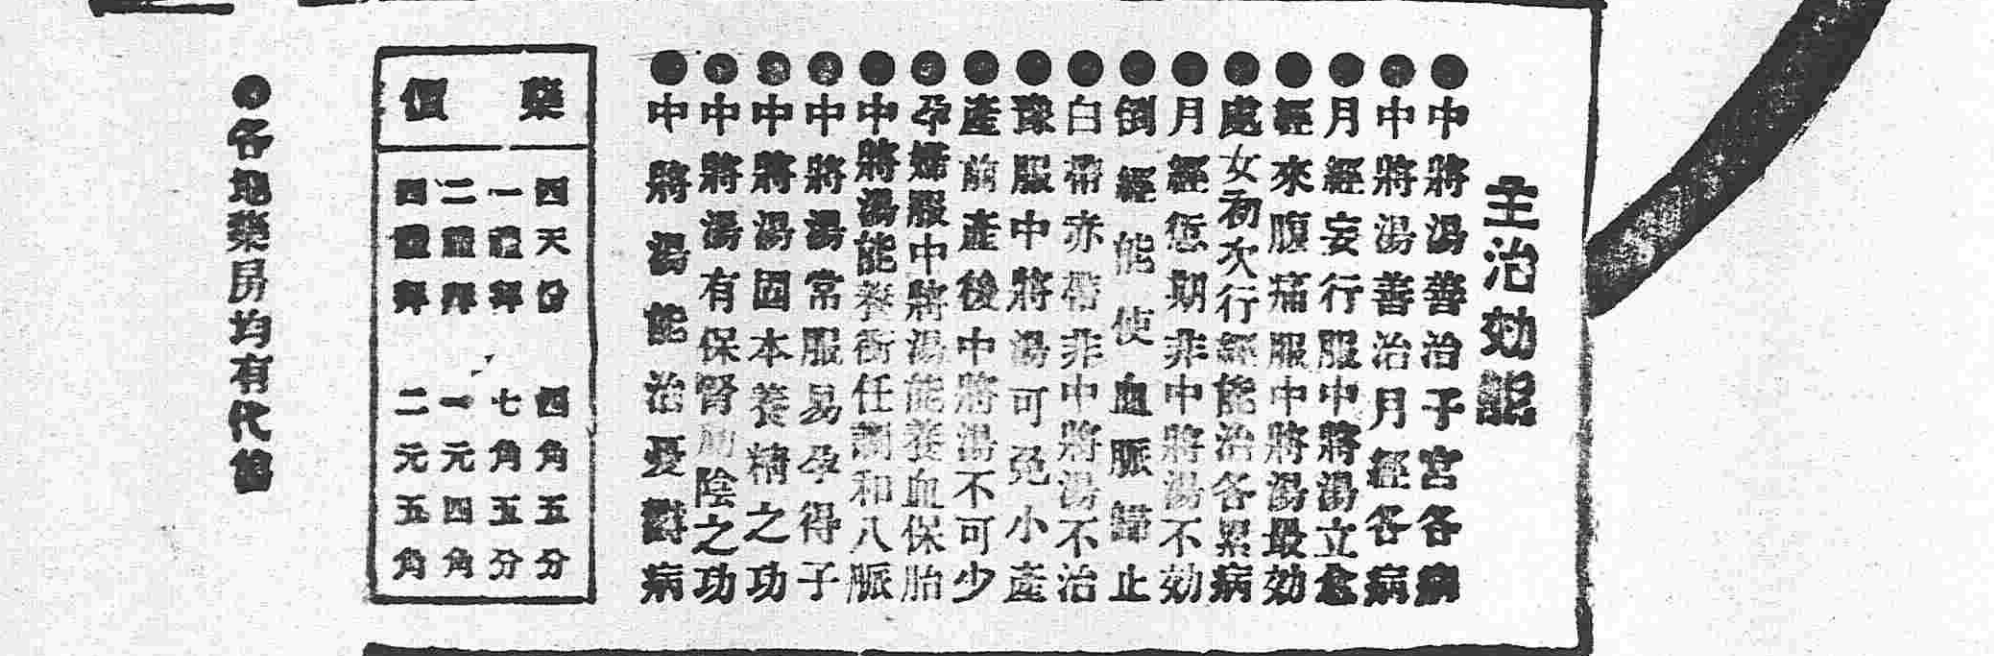 主治効能
●中將湯善治子宮各病
●中將湯善治月經各病
●月經妄行服中將湯立愈
●經來腹痛服中將湯最効
●處女初次行經能治各累病
●月經愆期非中將湯不効
●倒經能使血脈歸止
●白帶赤帶非中將湯不治
●豫服中將湯可免小產
●產前產後中將湯不可少
●孕婦服中將湯能養血保胎
●中將湯能養衝任調和八脈
●中將湯常服易孕得子
●中將湯固本養精之功
●中將湯有保腎助陰之功
●中將湯能治憂鬱病
藥價
四天份 四角五分
一禮拜 七角五分
二禮拜 一元四角
四禮拜 二元五角
●各地藥房均有代售